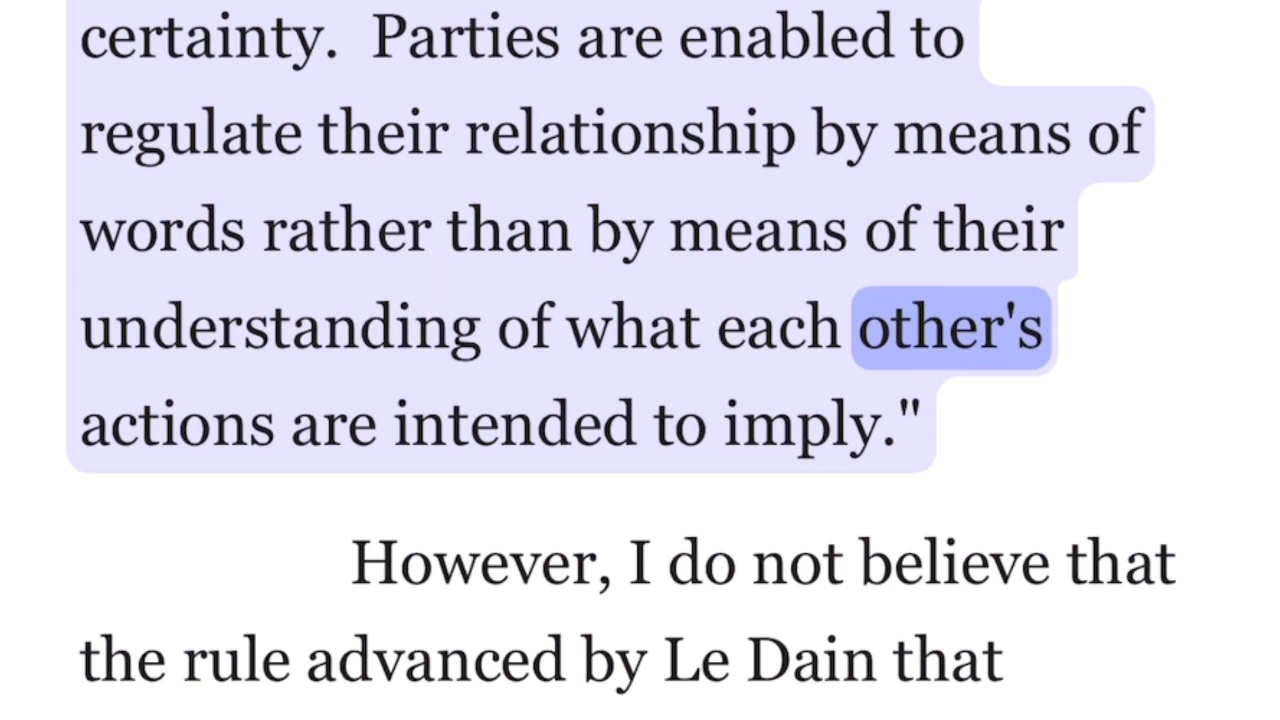 certainty.  Parties are enabled to
regulate their relationship by means of
words rather than by means of their
understanding of what each other's
actions are intended to imply."
However, I do not believe that
the rule advanced by Le Dain that